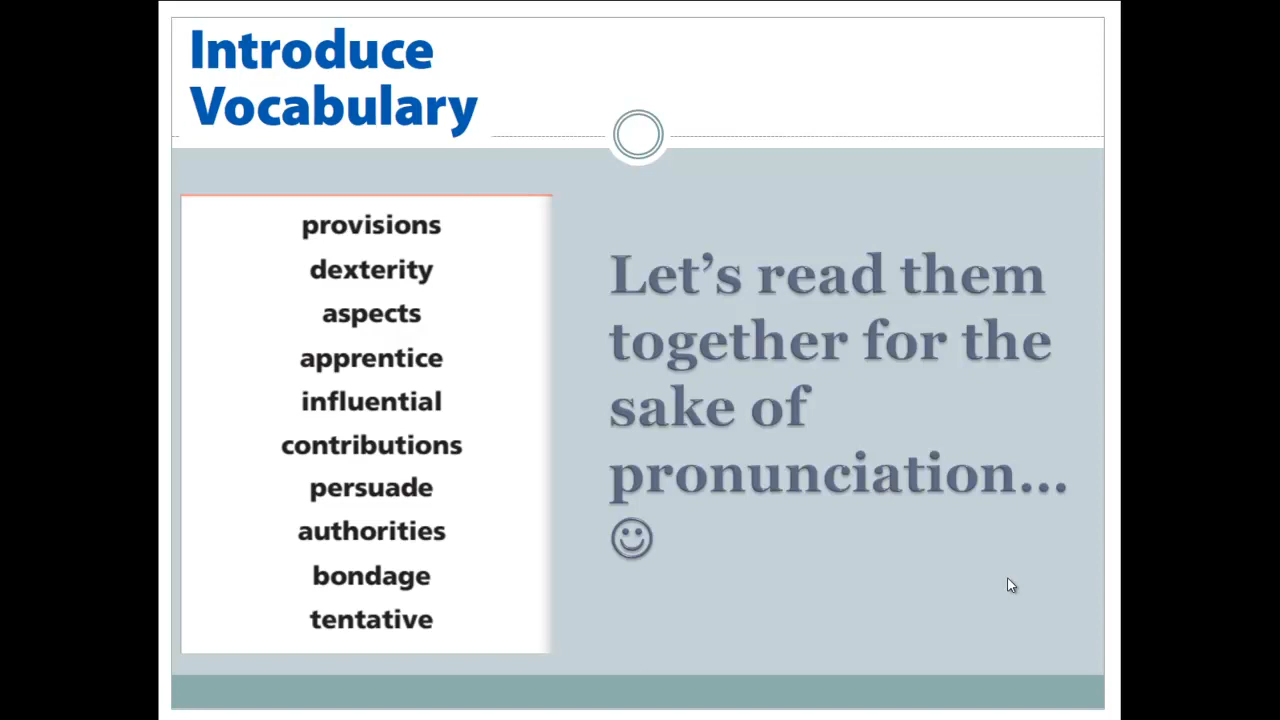 Introduce
Vocabulary
provisions
dexterity
aspects
apprentice
influential
contributions
persuade
authorities
bondage
tentative
Let’s read them
together for the
sake of
pronunciation…
☺